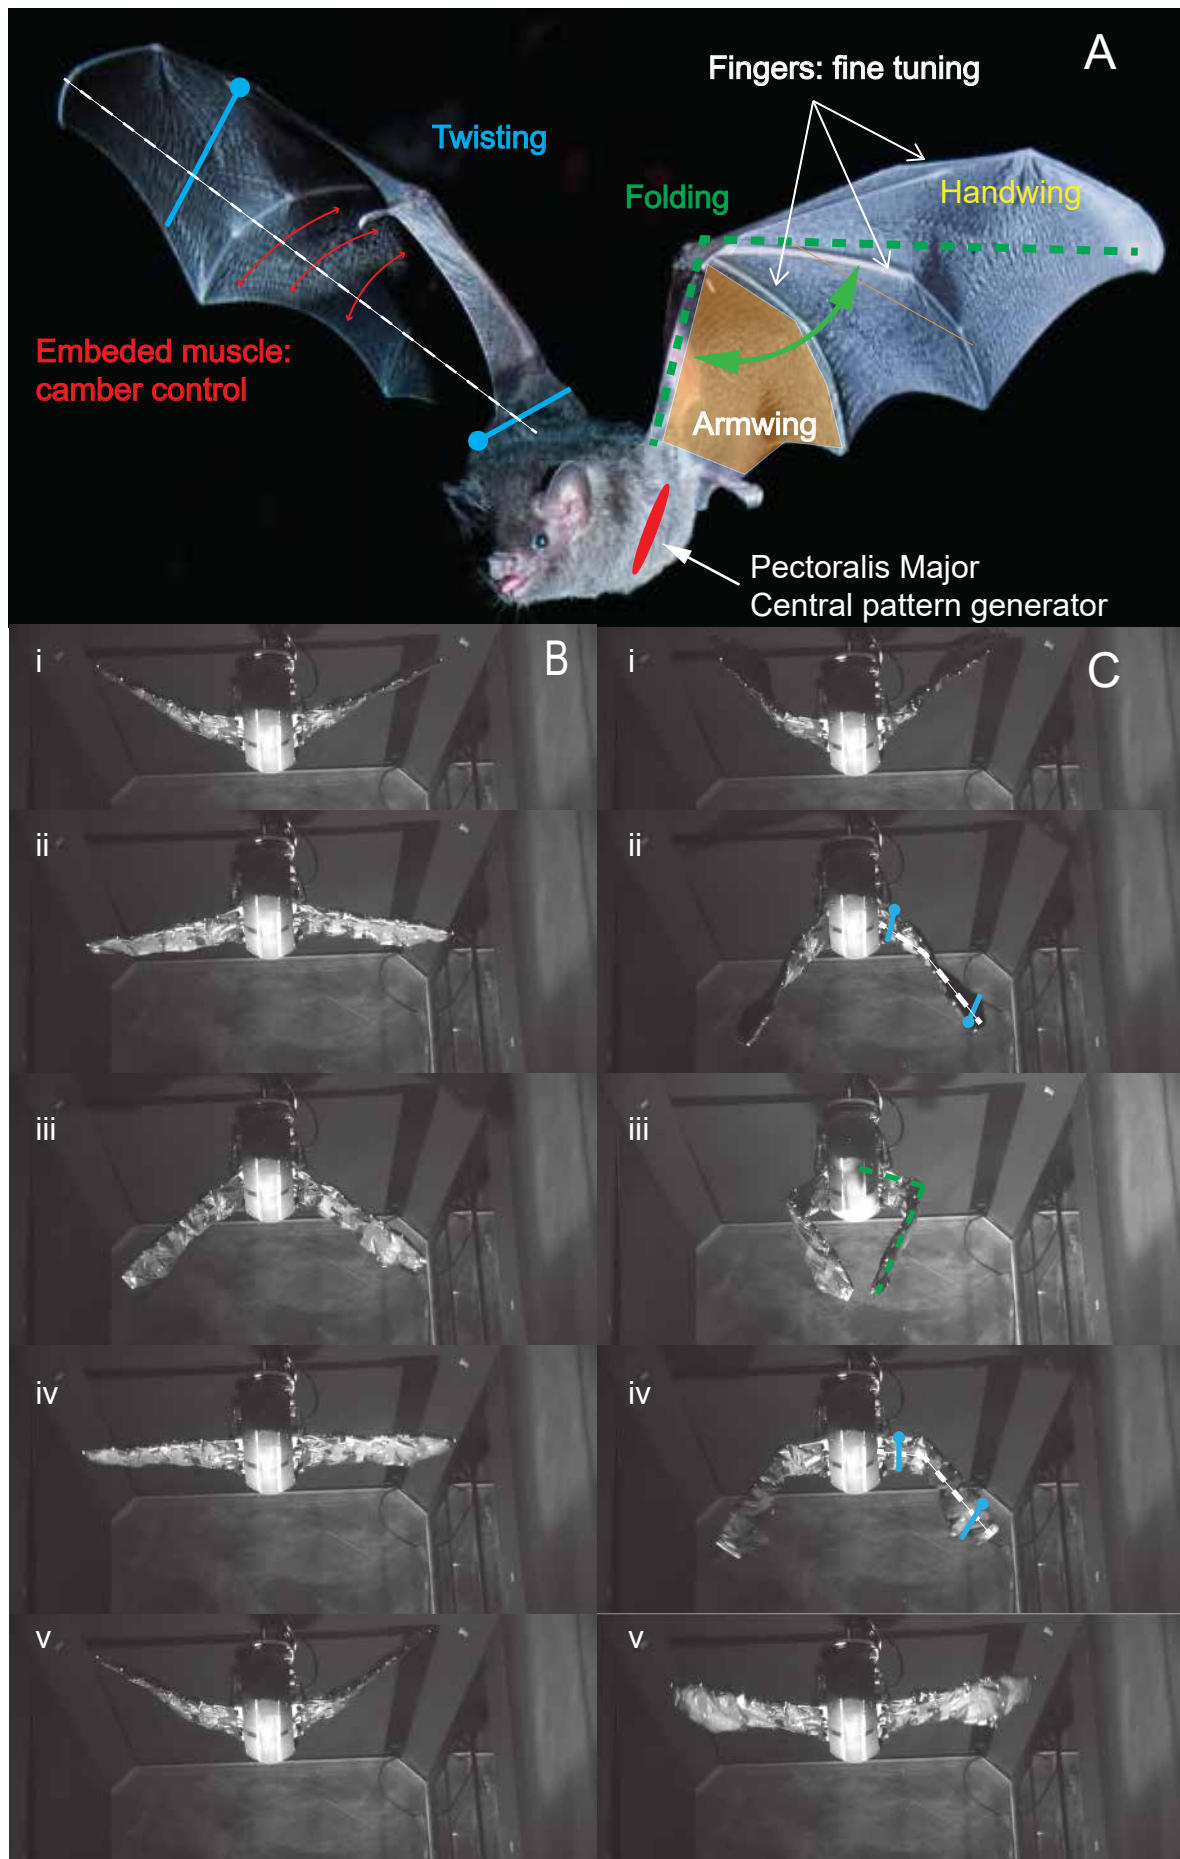 A
Fingers: fine tuning
Twisting
Folding
Handwing
Embeded muscle:
camber control
Armwing
Pectoralis Major
Central pattern generator
i
B
i
C
ii
ii
iii
iii
iv
iv
v
v